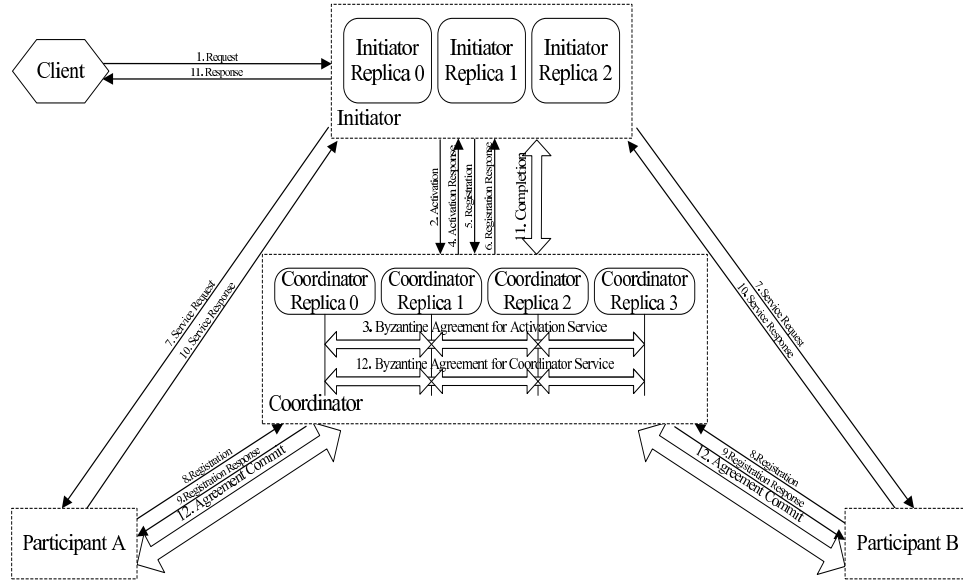 Client
1. Request
11. Response
Initiator
Replica 0
Initiator
Replica 1
Initiator
Replica 2
Initiator
2. Activation
4. Activation Response
5. Registration
6. Registration Response
11. Completion
Coordinator
Replica 0
Coordinator
Replica 1
Coordinator
Replica 2
Coordinator
Replica 3
3. Byzantine Agreement for Activation Service
12. Byzantine Agreement for Coordinator Service
Coordinator
7. Service Request
10. Service Response
7. Service Request
10. Service Response
8.Registration
9.Registration Response
12. Agreement Commit
8.Registration
9.Registration Response
12. Agreement Commit
Participant A
Participant B